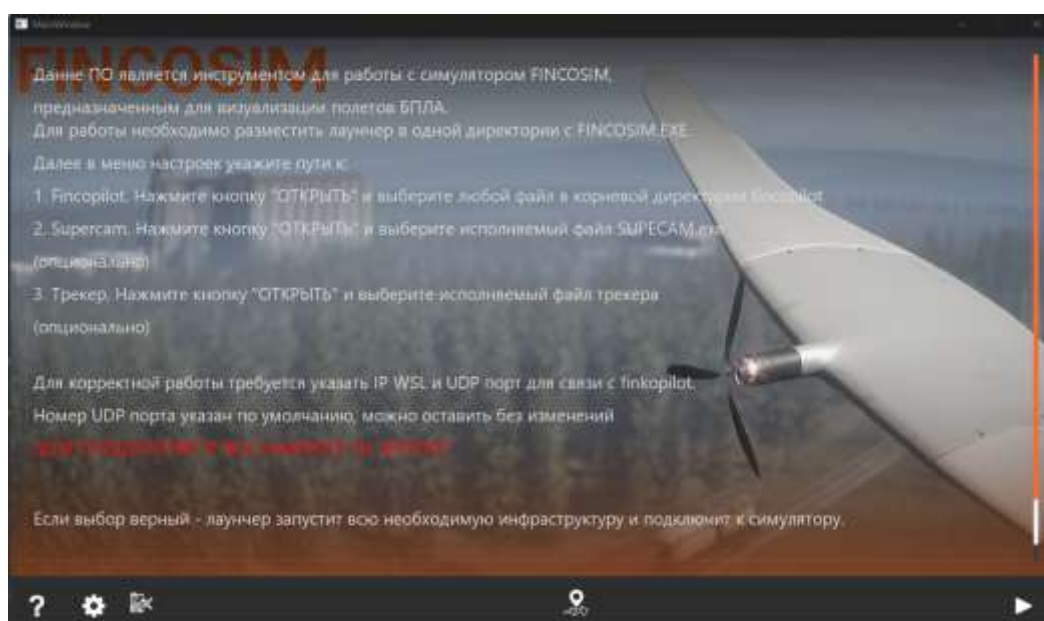 MainWindow
FINCOSIM
Данне ПО является инструментом для работы с симулятором FINCOSIM,
предназначенным для визуализации полетов БПЛА.
Для работы необходимо разместить лаунчер в одной директории с FINCOSIM.EXE.
Далее в меню настроек укажите пути к:
1. Fincopilot. Нажмите кнопку "ОТКРЫТЬ" и выберите любой файл в корневой директории fincopilot
2. Supercam. Нажмите кнопку "ОТКРЫТЬ" и выберите исполняемый файл SUPECAM.exe
(опционально)
3. Трекер. Нажмите кнопку "ОТКРЫТЬ" и выберите исполняемый файл трекера
(опционально)
Для корректной работы требуется указать IP WSL и UDP порт для связи с finkopilot.
Номер UDP порта указан по умолчанию, можно оставить без изменений
Если выбор верный - лаунчер запустит всю необходимую инфраструктуру и подключит к симулятору.